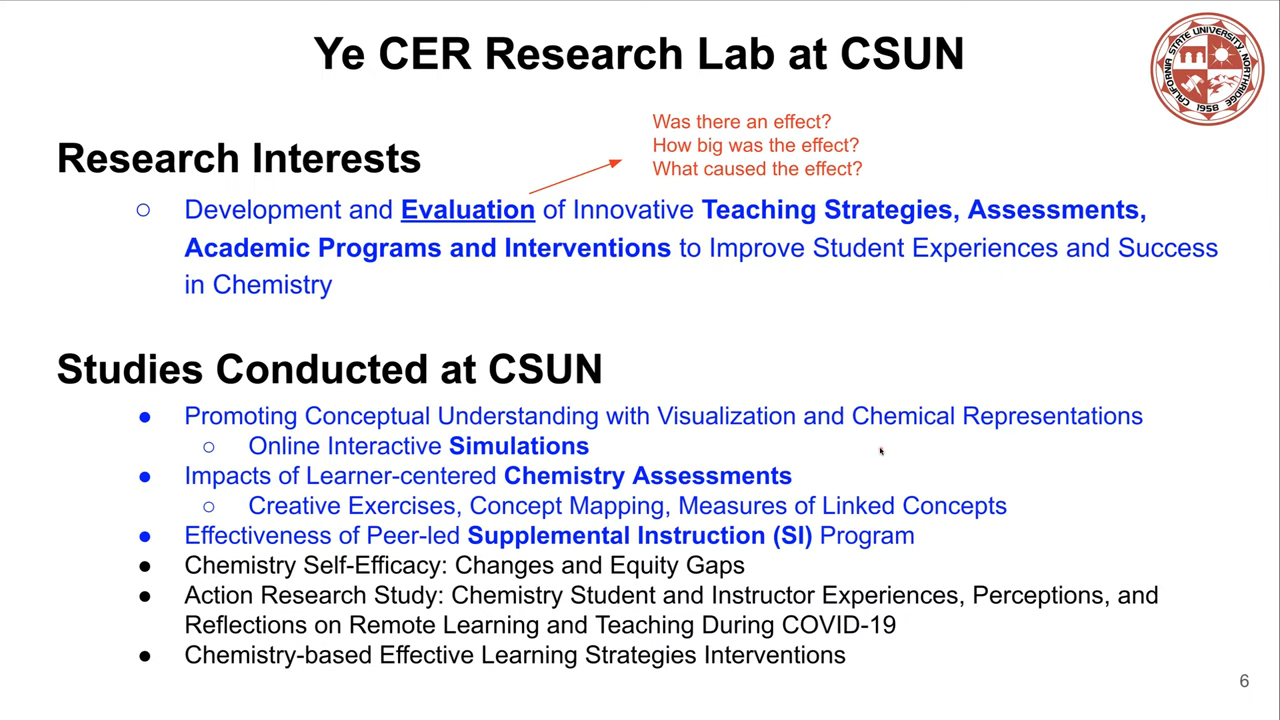 Ye CER Research Lab at CSUN
CALIFORNIA STATE UNIVERSITY, NORTHRIDGE
1958
Was there an effect?
How big was the effect?
What caused the effect?
Research Interests
○ Development and Evaluation of Innovative Teaching Strategies, Assessments,
Academic Programs and Interventions to Improve Student Experiences and Success
in Chemistry
Studies Conducted at CSUN
● Promoting Conceptual Understanding with Visualization and Chemical Representations
○ Online Interactive Simulations
● Impacts of Learner-centered Chemistry Assessments
○ Creative Exercises, Concept Mapping, Measures of Linked Concepts
● Effectiveness of Peer-led Supplemental Instruction (SI) Program
● Chemistry Self-Efficacy: Changes and Equity Gaps
● Action Research Study: Chemistry Student and Instructor Experiences, Perceptions, and
Reflections on Remote Learning and Teaching During COVID-19
● Chemistry-based Effective Learning Strategies Interventions
6